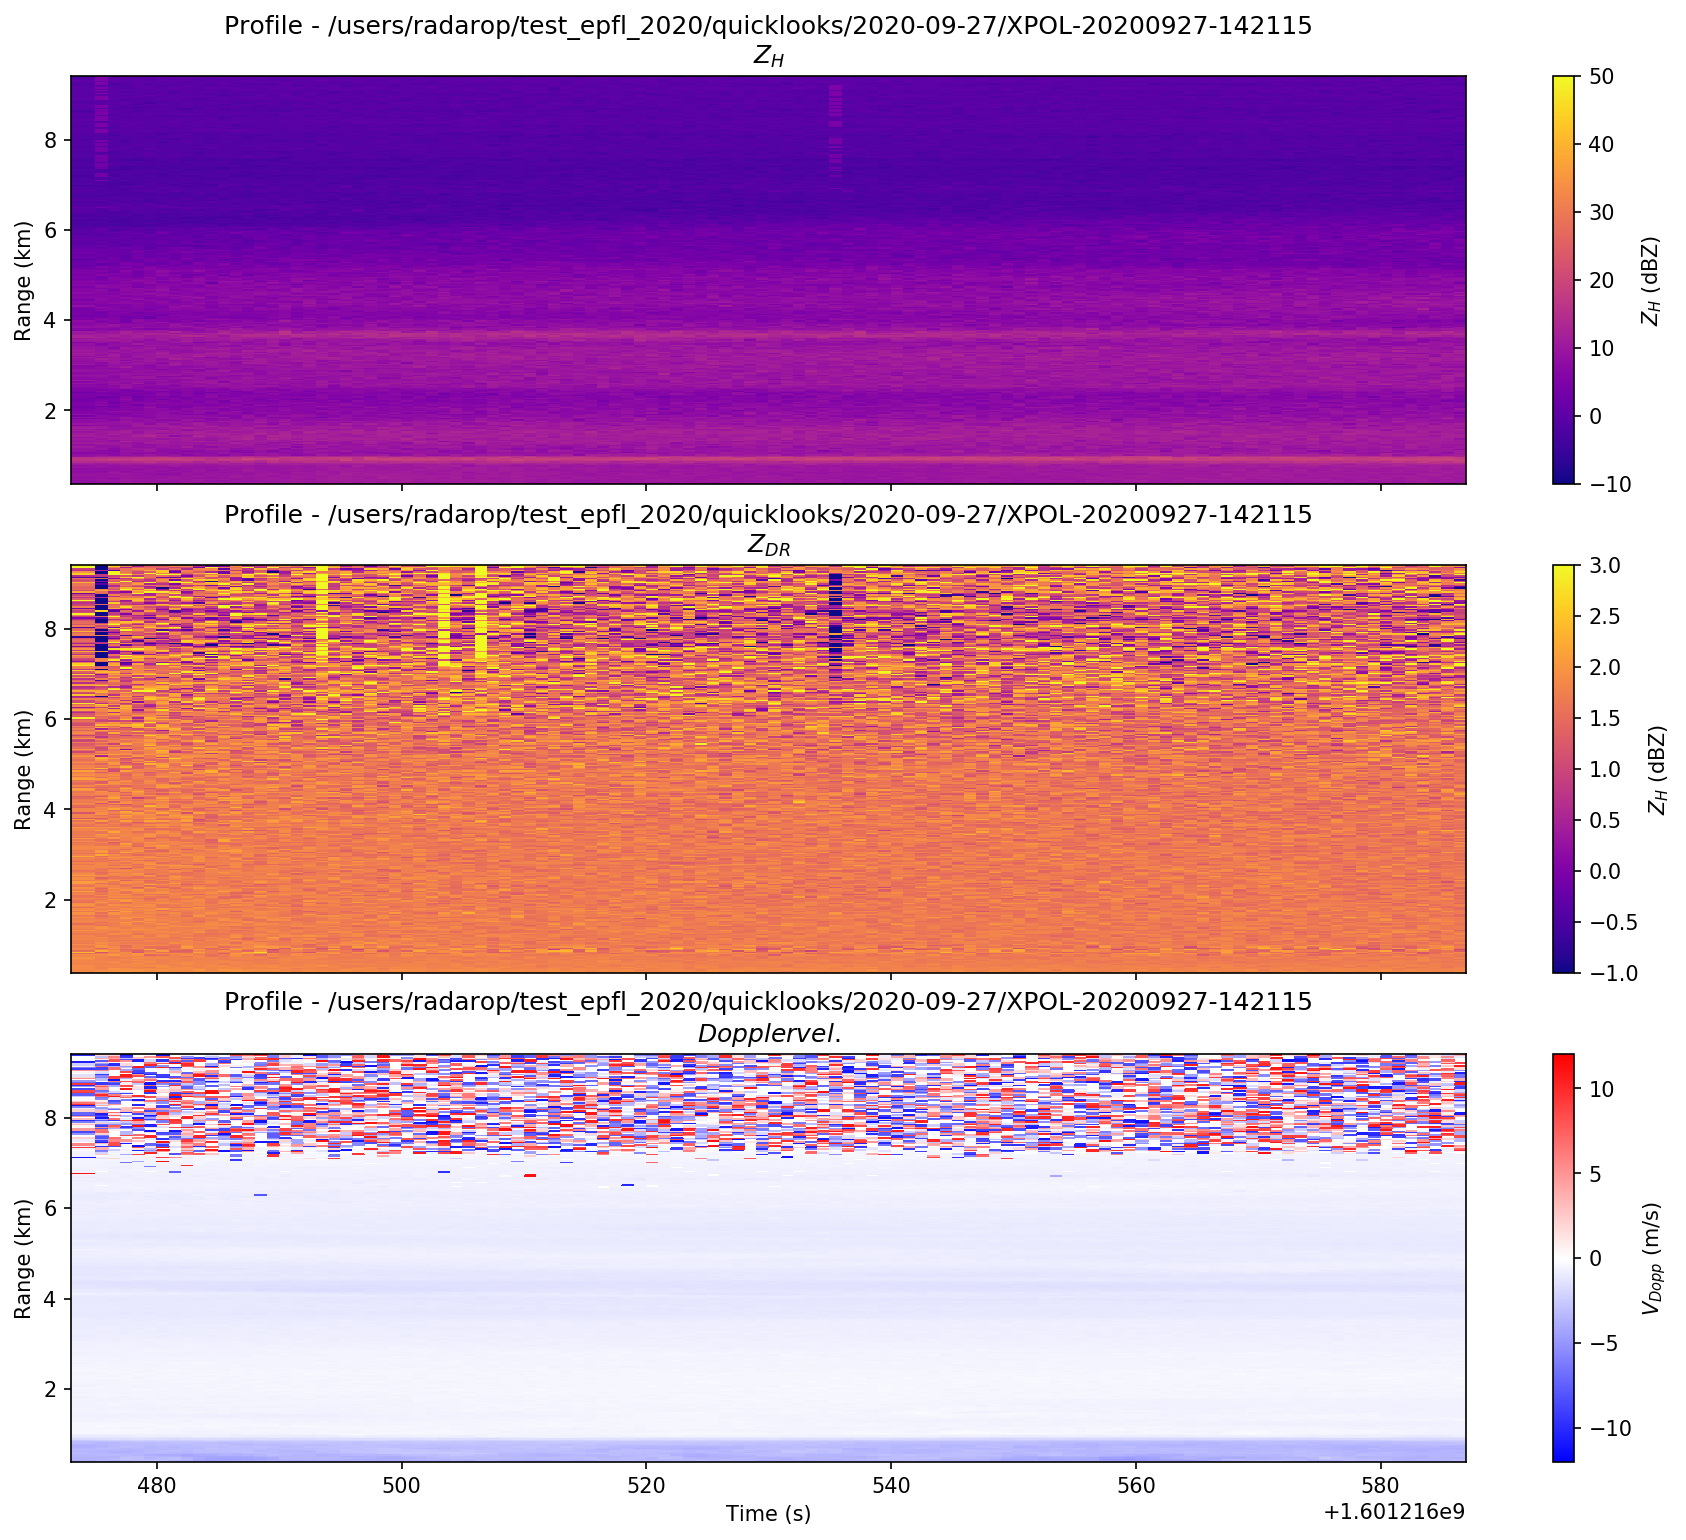 Profile - /users/radarop/test_epfl_2020/quicklooks/2020-09-27/XPOL-20200927-142115
Z_H
8
6
4
2
Range (km)
50
40
30
20
10
0
−10
Z_H (dBZ)
Profile - /users/radarop/test_epfl_2020/quicklooks/2020-09-27/XPOL-20200927-142115
Z_DR
8
6
4
2
Range (km)
3.0
2.5
2.0
1.5
1.0
0.5
0.0
−0.5
−1.0
Z_H (dBZ)
Profile - /users/radarop/test_epfl_2020/quicklooks/2020-09-27/XPOL-20200927-142115
Dopplervel.
8
6
4
2
Range (km)
10
5
0
−5
−10
V_Dopp (m/s)
480 500 520 540 560 580
Time (s)
+1.601216e9